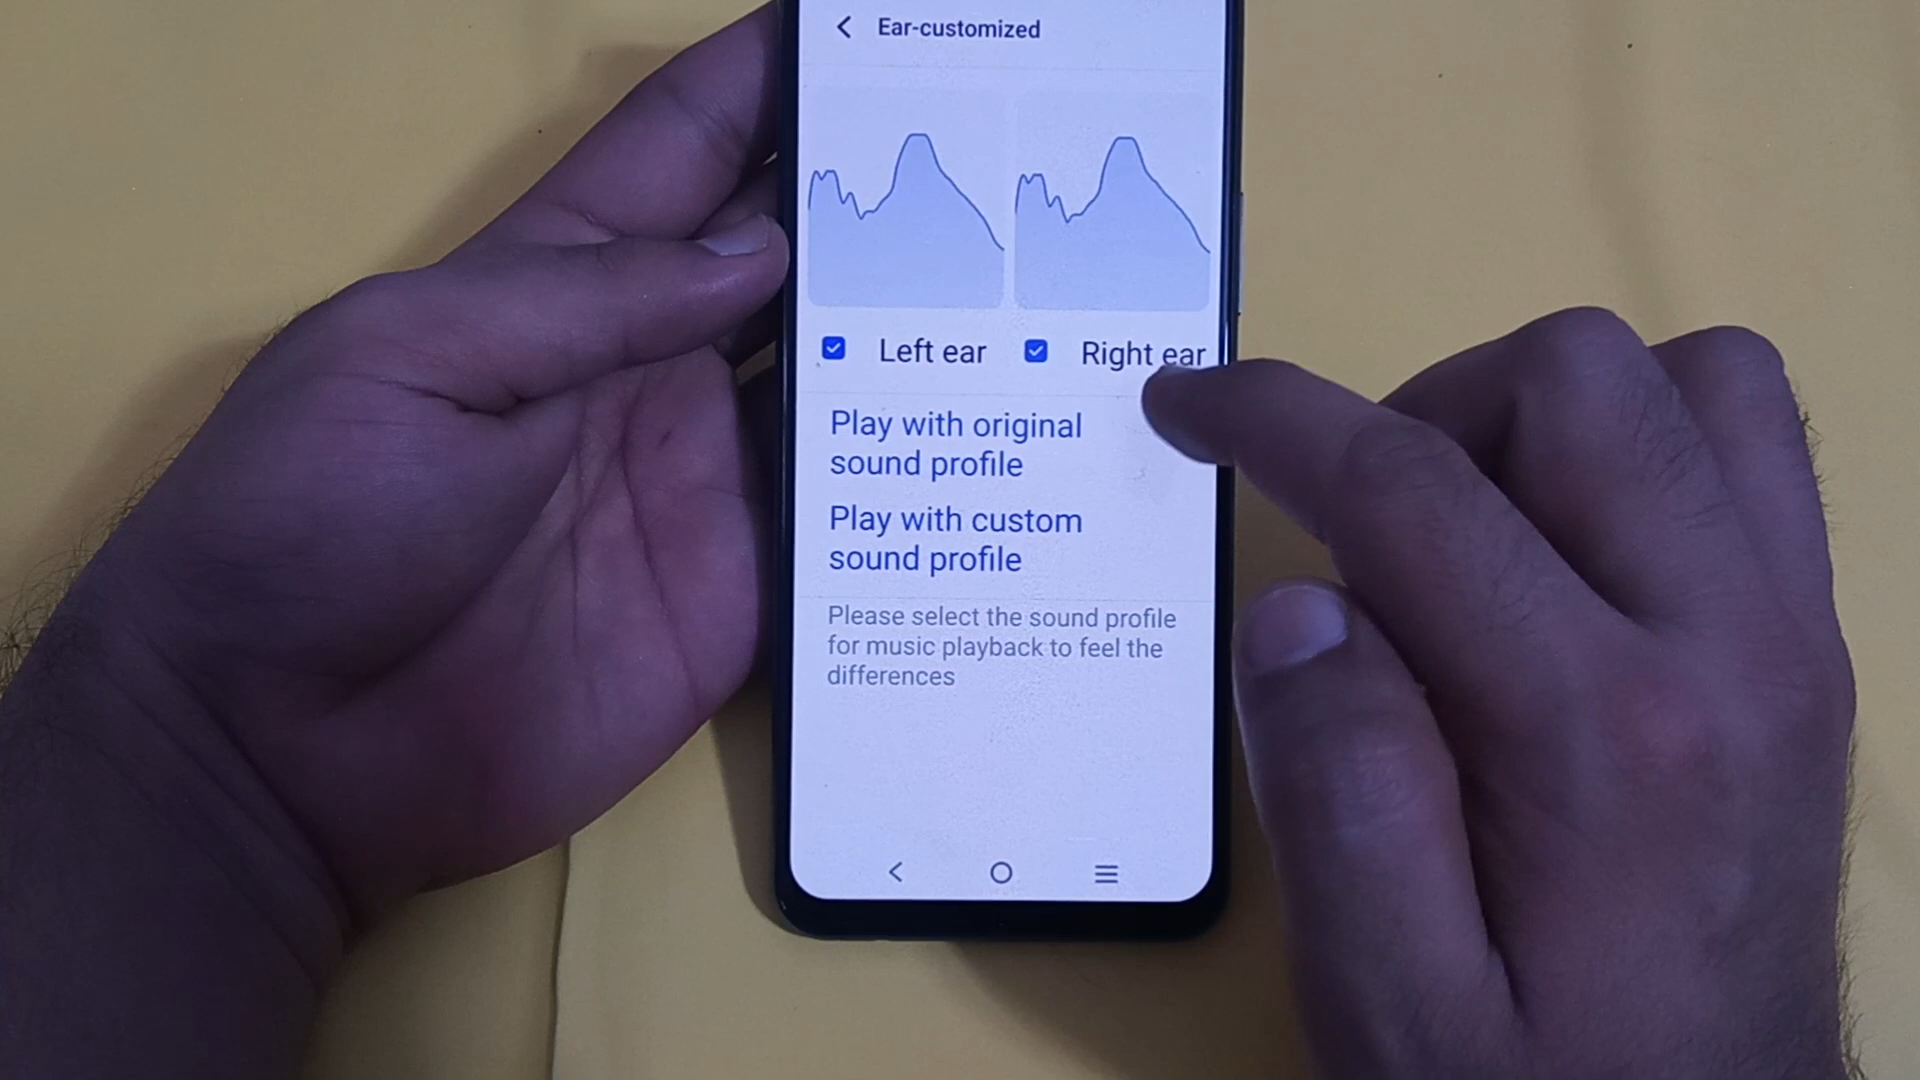 Ear-customized
Left ear
Right ear
Play with original
sound profile
Play with custom
sound profile
Please select the sound profile
for music playback to feel the
differences